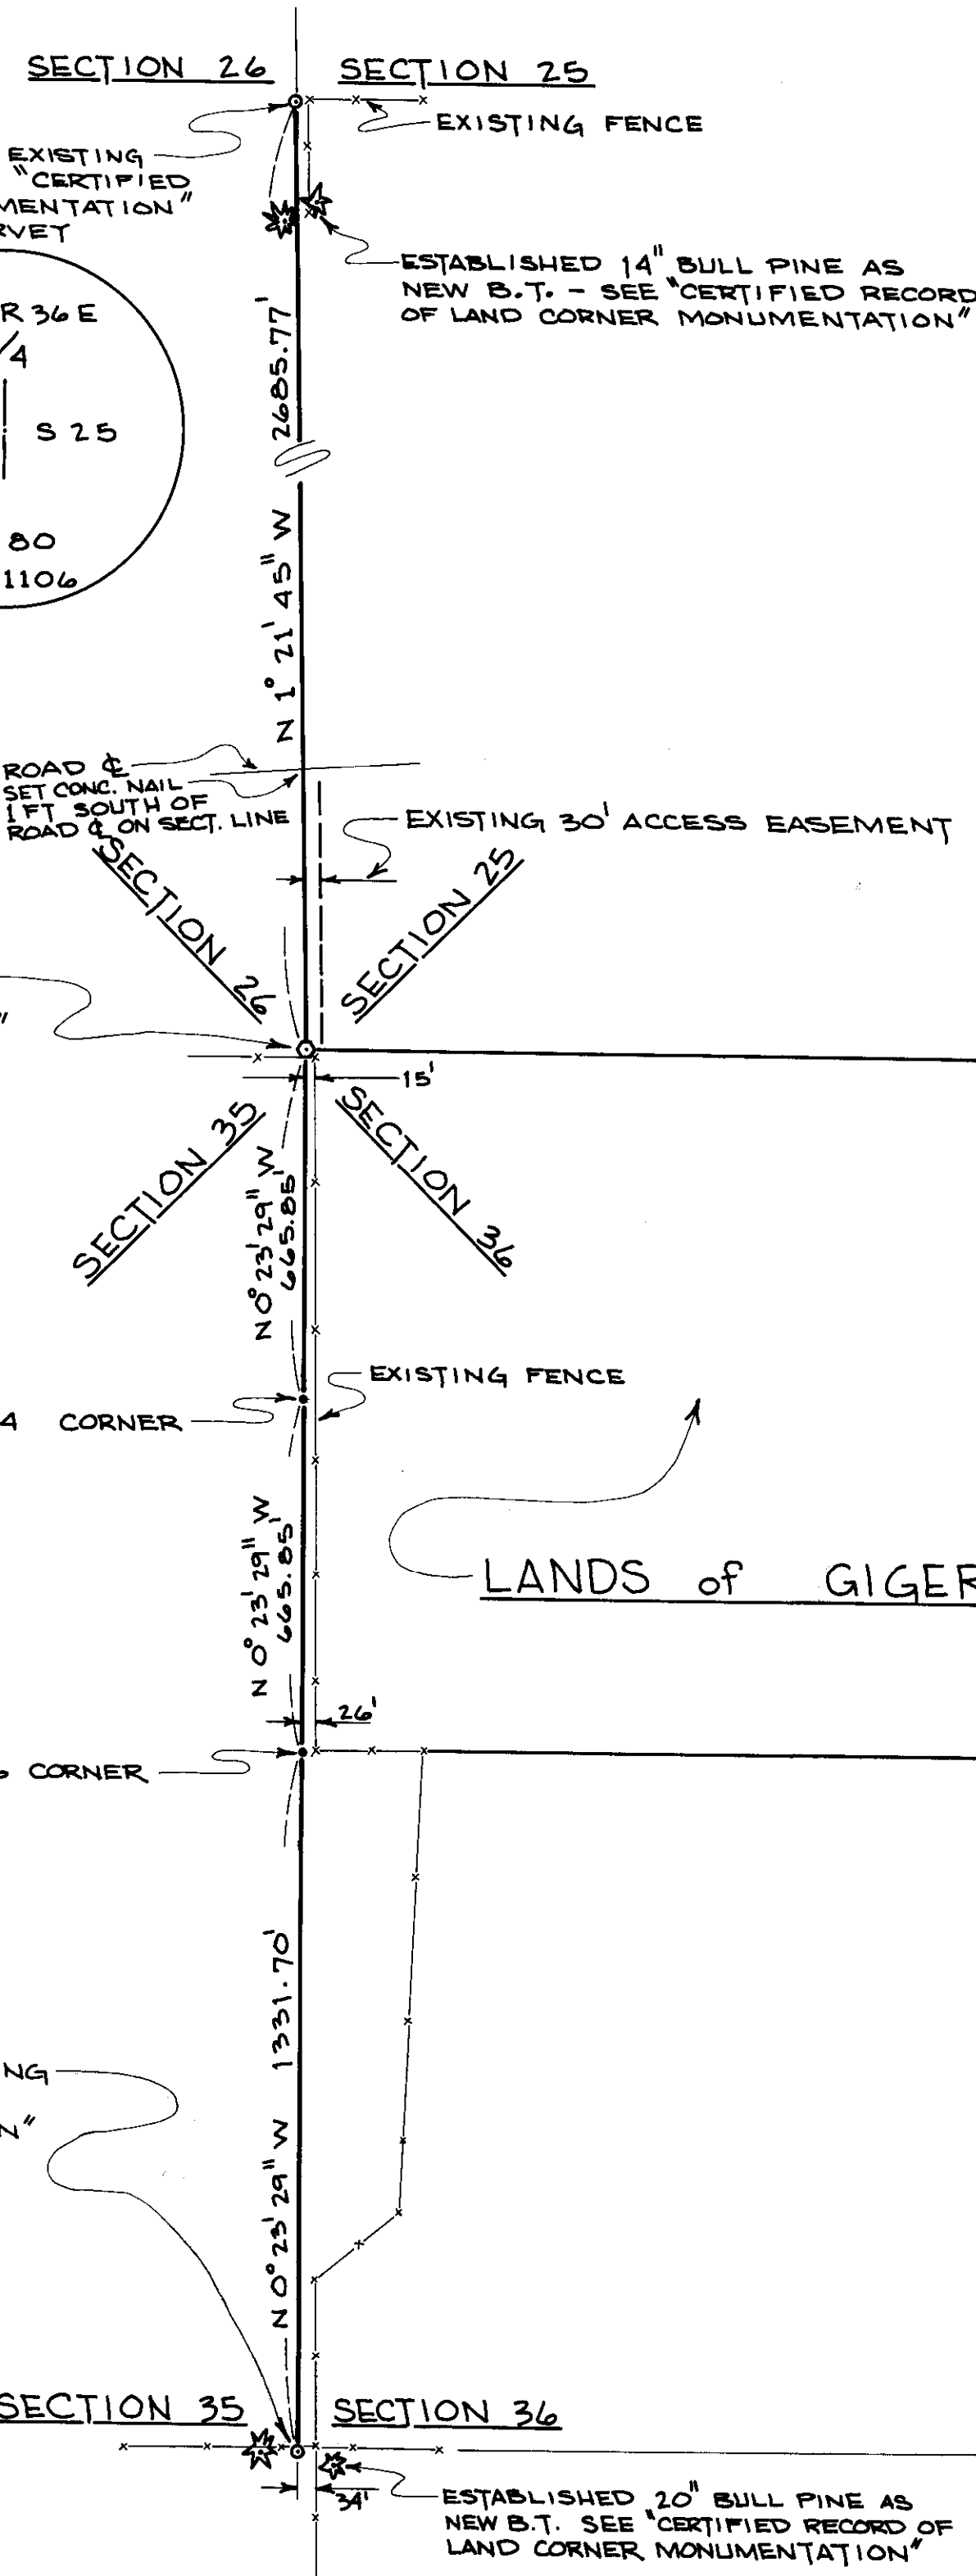 SECTION 26
SECTION 25
EXISTING FENCE
EXISTING
"CERTIFIED
MENTATION"
RVEY
ESTABLISHED 14" BULL PINE AS
NEW B.T. - SEE "CERTIFIED RECORD
OF LAND CORNER MONUMENTATION"
R 36 E
1/4
S 25
80
1106
2685.77'
N 1° 21' 45" W
ROAD ℄
SET CONC. NAIL
1 FT SOUTH OF
ROAD ℄ ON SECT. LINE
EXISTING 30' ACCESS EASEMENT
SECTION 26
SECTION 25
"
15'
SECTION 35
SECTION 36
N 0° 23' 29" W
665.85'
EXISTING FENCE
4 CORNER
N 0° 23' 29" W
665.85'
LANDS of GIGER
26'
CORNER
1331.70'
N 0° 23' 29" W
NG
N"
SECTION 35
SECTION 36
34'
ESTABLISHED 20" BULL PINE AS
NEW B.T. SEE "CERTIFIED RECORD OF
LAND CORNER MONUMENTATION"